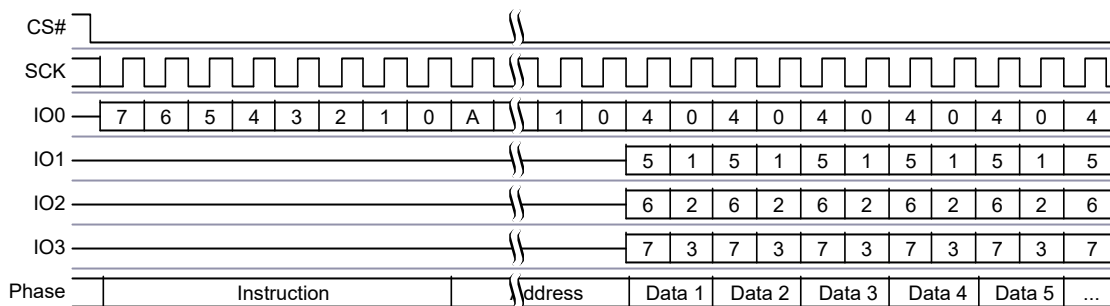 CS#
SCK
IO0 7 6 5 4 3 2 1 0 A 1 0 4 0 4 0 4 0 4 0 4 0 4
IO1 5 1 5 1 5 1 5 1 5 1 5
IO2 6 2 6 2 6 2 6 2 6 2 6
IO3 7 3 7 3 7 3 7 3 7 3 7
Phase Instruction Address Data 1 Data 2 Data 3 Data 4 Data 5 ...